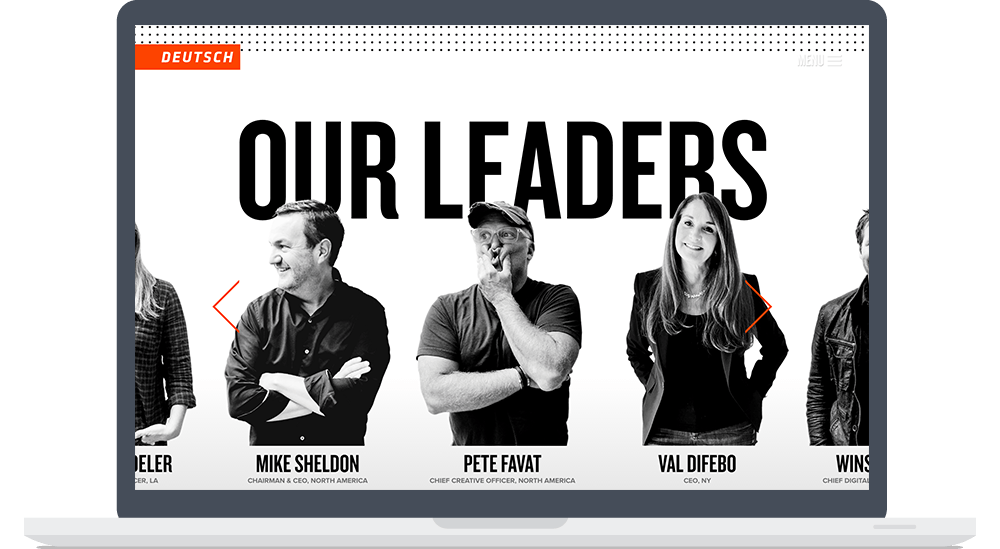 DEUTSCH
MENU
OUR LEADERS
DELER
MIKE SHELDON
PETE FAVAT
VAL DIFEBO
WINS
CER, LA
CHAIRMAN & CEO, NORTH AMERICA
CHIEF CREATIVE OFFICER, NORTH AMERICA
CEO, NY
CHIEF DIGITAL